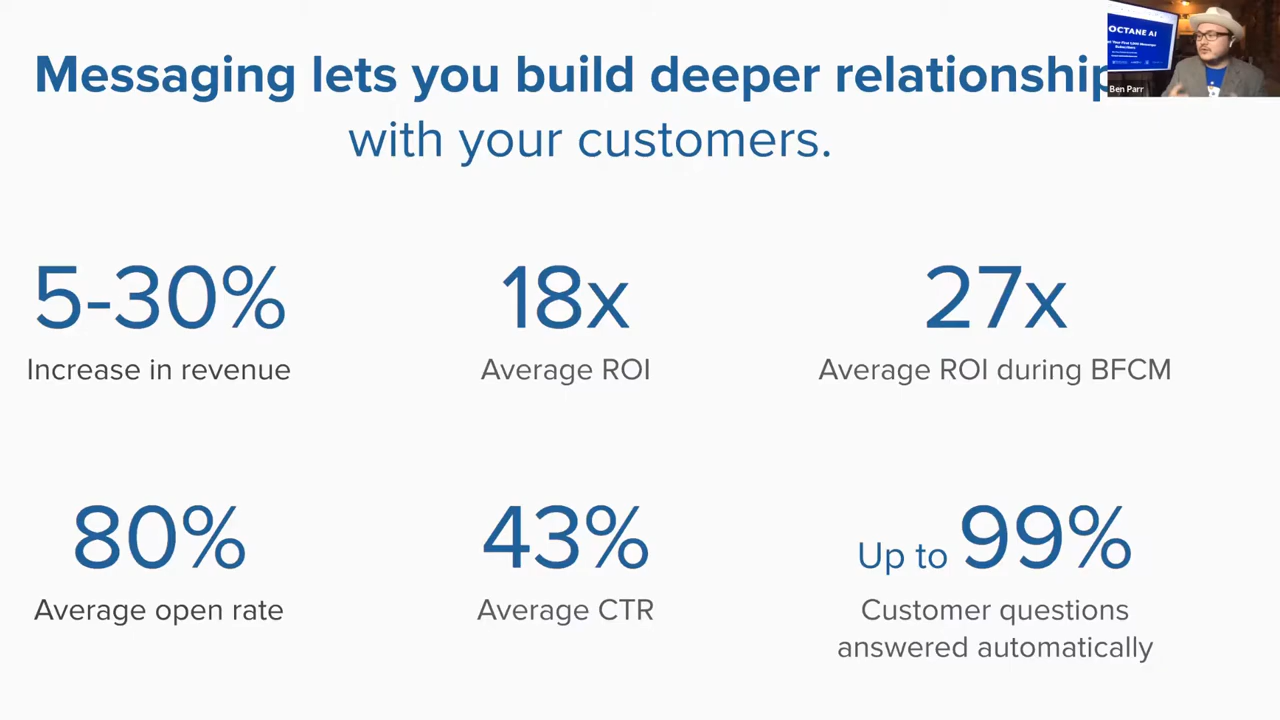 Messaging lets you build deeper relationship
with your customers.
OCTANE AI
Ben Parr
5-30%
Increase in revenue
18x
Average ROI
27x
Average ROI during BFCM
80%
Average open rate
43%
Average CTR
Up to 99%
Customer questions
answered automatically